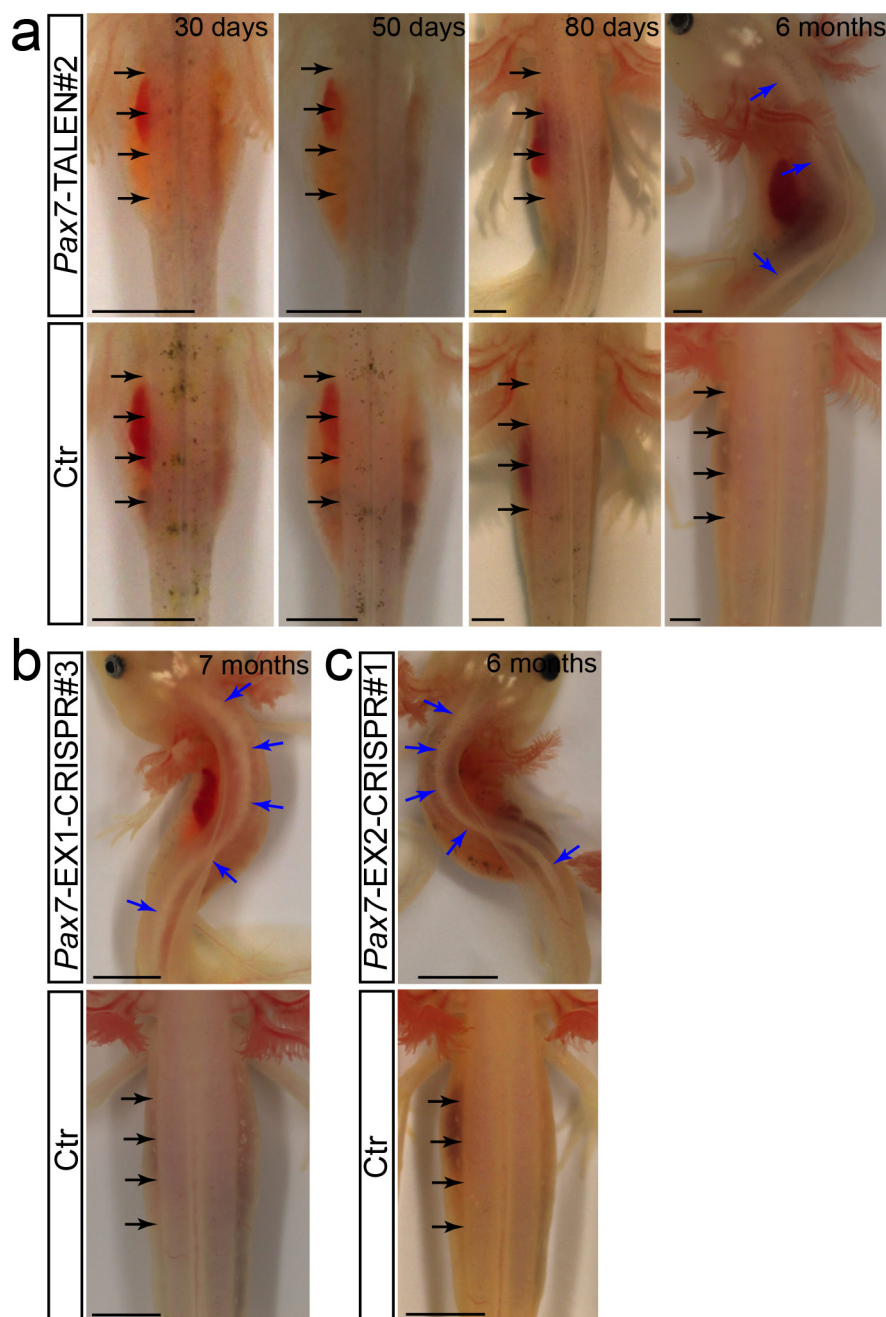 a
30 days
50 days
80 days
6 months
Pax7-TALEN#2
Ctr
b
7 months
Pax7-EX1-CRISPR#3
Ctr
c
6 months
Pax7-EX2-CRISPR#1
Ctr